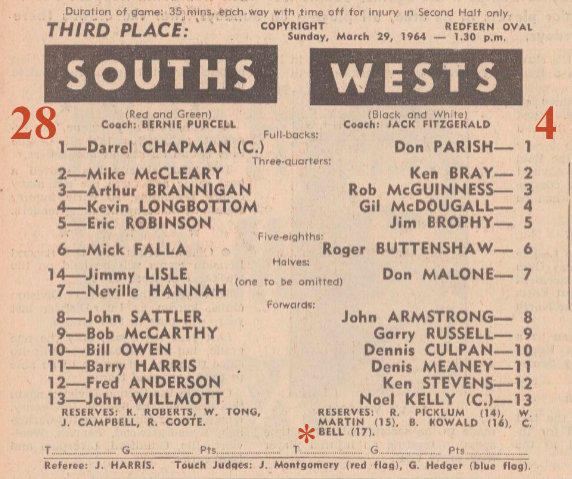 Duration of game: 35 mins. each way with time off for injury in Second Half only.
THIRD PLACE: COPYRIGHT REDFERN OVAL
Sunday, March 29, 1964 — 1.30 p.m.
SOUTHS WESTS
28 4
(Red and Green) (Black and White)
Coach: BERNIE PURCELL Coach: JACK FITZGERALD
Full-backs:
1—Darrel CHAPMAN (C.) Don PARISH— 1
Three-quarters:
2—Mike McCLEARY Ken BRAY— 2
3—Arthur BRANNIGAN Rob McGUINNESS— 3
4—Kevin LONGBOTTOM Gil McDOUGALL— 4
5—Eric ROBINSON Jim BROPHY— 5
Five-eighths:
6—Mick FALLA Roger BUTTENSHAW— 6
Halves:
14—Jimmy LISLE Don MALONE— 7
(one to be omitted)
7—Neville HANNAH
Forwards:
8—John SATTLER John ARMSTRONG— 8
9—Bob McCARTHY Garry RUSSELL— 9
10—Bill OWEN Dennis CULPAN—10
11—Barry HARRIS Denis MEANEY—11
12—Fred ANDERSON Ken STEVENS—12
13—John WILLMOTT Noel KELLY (C.)—13
RESERVES: K. ROBERTS, W. TONG, RESERVES: R. PICKLUM (14), W.
J. CAMPBELL, R. COOTE. MARTIN (15), B. KOWALD (16), C.
* BELL (17).
T............ G............ Pts............ T............ G............ Pts............
Referee: J. HARRIS. Touch Judges: J. Montgomery (red flag), G. Hedger (blue flag).